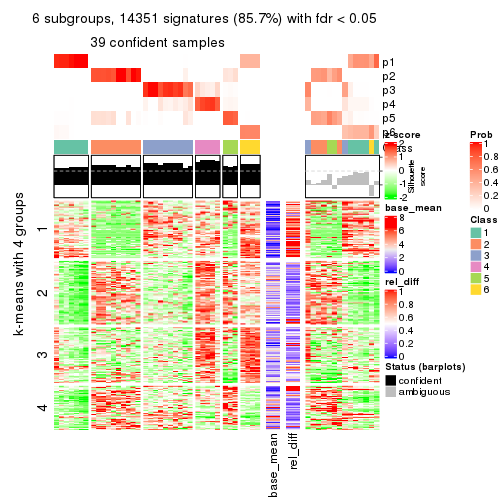 6 subgroups, 14351 signatures (85.7%) with fdr < 0.05
39 confident samples
p1
p2
p3
p4
p5
p6
Class
z-score
2
1
0
-1
-2
Silhouette score
base_mean
8
6
4
2
0
rel_diff
1
0.8
0.6
0.4
0.2
0
Status (barplots)
confident
ambiguous
Prob
1
0.8
0.6
0.4
0.2
0
Class
1
2
3
4
5
6
k-means with 4 groups
1
2
3
4
base_mean
rel_diff